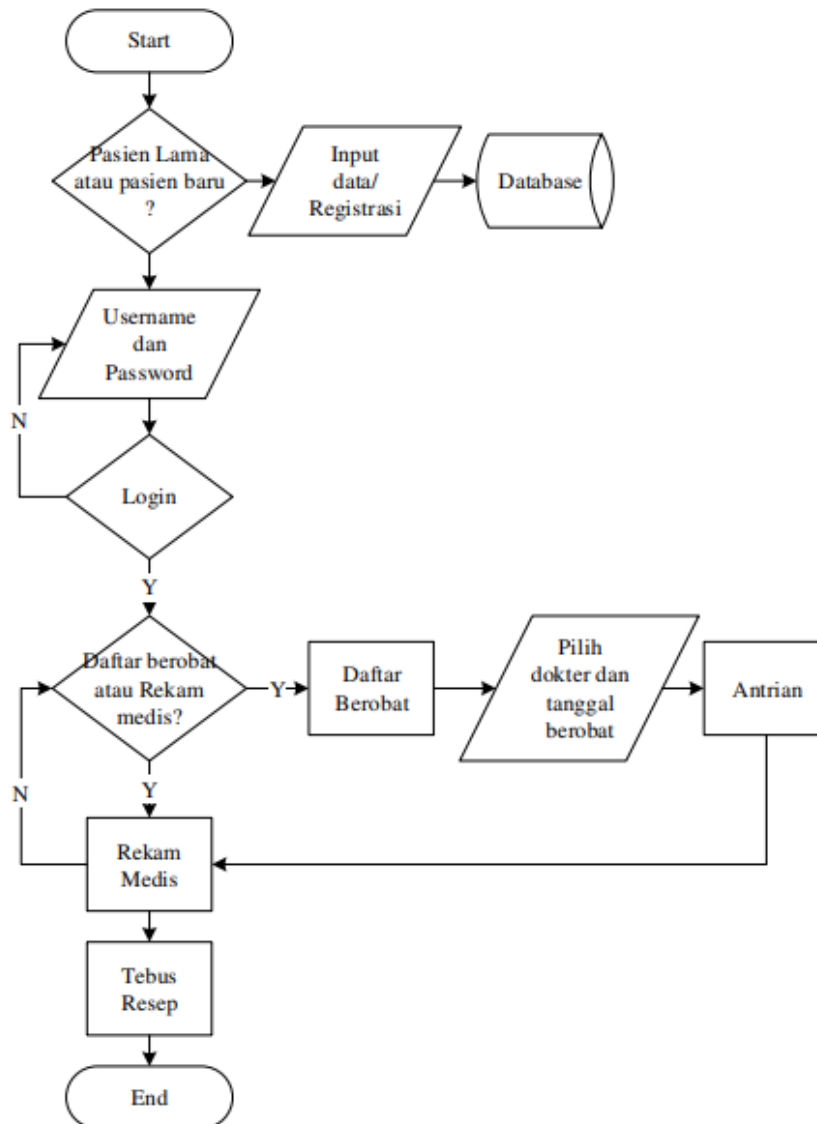 Start
Pasien Lama
atau pasien baru
?
Input
data/
Registrasi
Database
Username
dan
Password
N
Login
Y
Daftar berobat
atau Rekam
medis?
Y
Daftar
Berobat
Pilih
dokter dan
tanggal
berobat
Antrian
N
Y
Rekam
Medis
Tebus
Resep
End